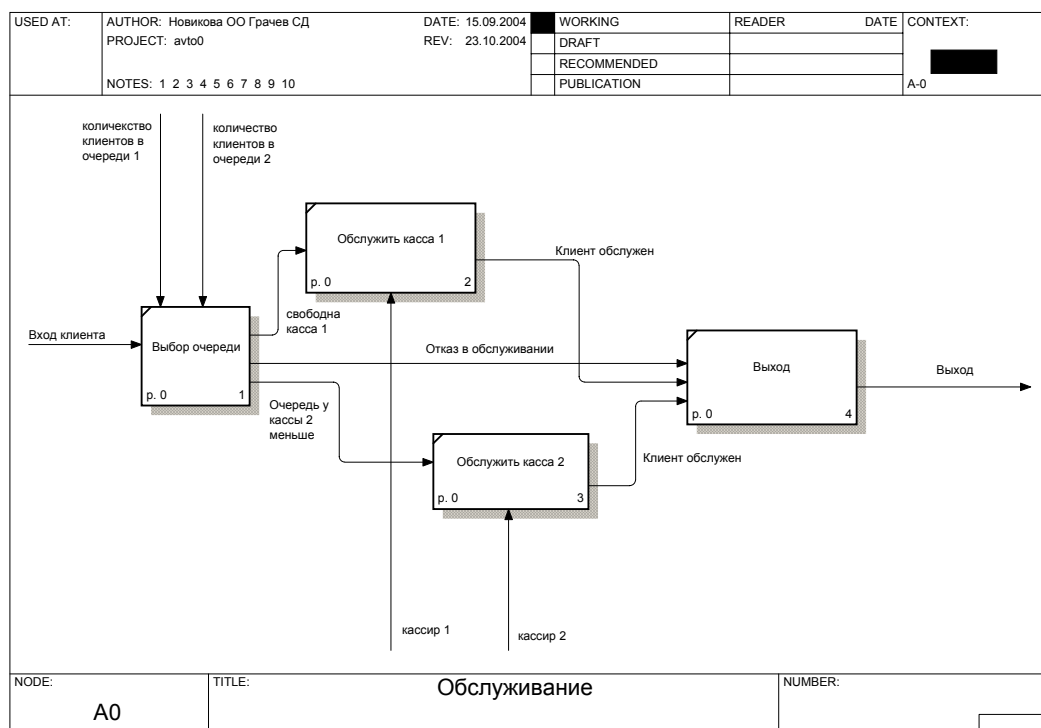 USED AT:
AUTHOR: Новикова ОО Грачев СД
DATE: 15.09.2004
WORKING
READER
DATE
CONTEXT:
PROJECT: avto0
REV: 23.10.2004
DRAFT
RECOMMENDED
NOTES: 1 2 3 4 5 6 7 8 9 10
PUBLICATION
A-0
количекство
клиентов в
очереди 1
количество
клиентов в
очереди 2
Обслужить касса 1
р. 0
2
Клиент обслужен
свободна
касса 1
Вход клиента
Выбор очереди
р. 0
1
Отказ в обслуживании
Выход
р. 0
4
Выход
Очередь у
кассы 2
меньше
Обслужить касса 2
р. 0
3
Клиент обслужен
кассир 1
кассир 2
NODE:
A0
TITLE:
Обслуживание
NUMBER: